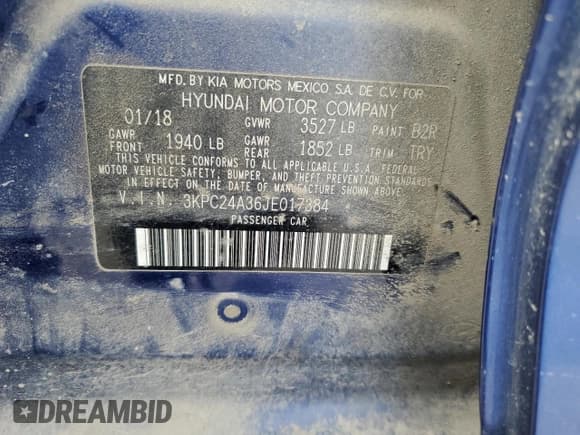 MFD. BY KIA MOTORS MEXICO S.A. DE C.V. FOR
HYUNDAI MOTOR COMPANY
01/18 GVWR 3527 LB PAINT B2R
GAWR FRONT 1940 LB GAWR REAR 1852 LB TRIM TRY
THIS VEHICLE CONFORMS TO ALL APPLICABLE U.S.A. FEDERAL
MOTOR VEHICLE SAFETY, BUMPER, AND THEFT PREVENTION STANDARDS
IN EFFECT ON THE DATE OF MANUFACTURE SHOWN ABOVE.
V.I.N. 3KPC24A36JE017384
PASSENGER CAR
DREAMBID